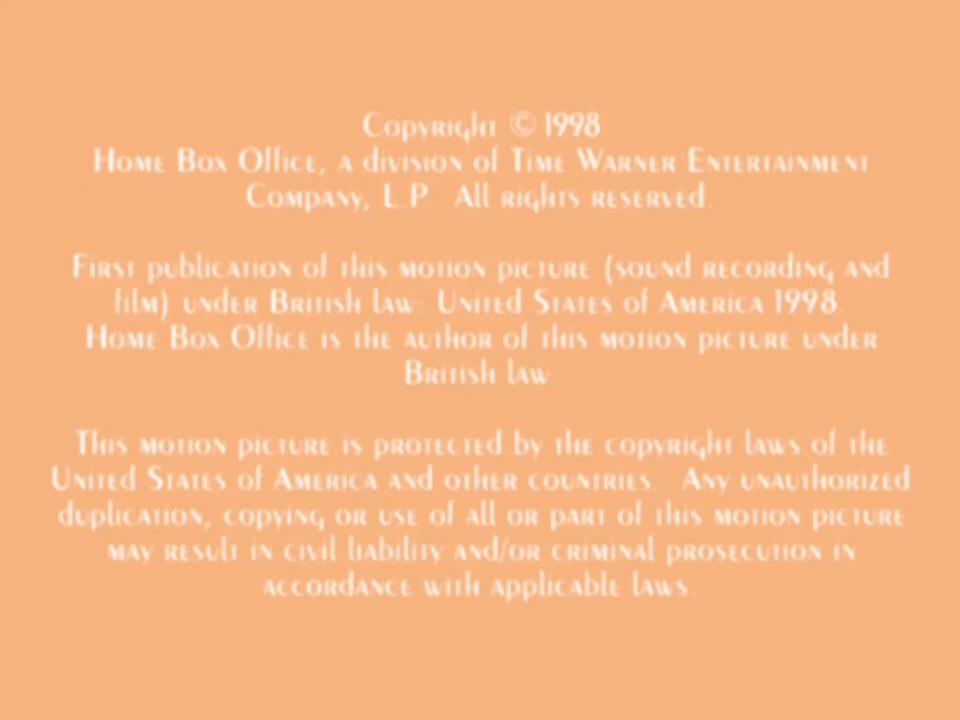 Copyright © 1998
Home Box Office, a division of Time Warner Entertainment
Company, L.P. All rights reserved.
First publication of this motion picture (sound recording and
film) under British law: United States of America 1998.
Home Box Office is the author of this motion picture under
British law.
This motion picture is protected by the copyright laws of the
United States of America and other countries. Any unauthorized
duplication, copying or use of all or part of this motion picture
may result in civil liability and/or criminal prosecution in
accordance with applicable laws.